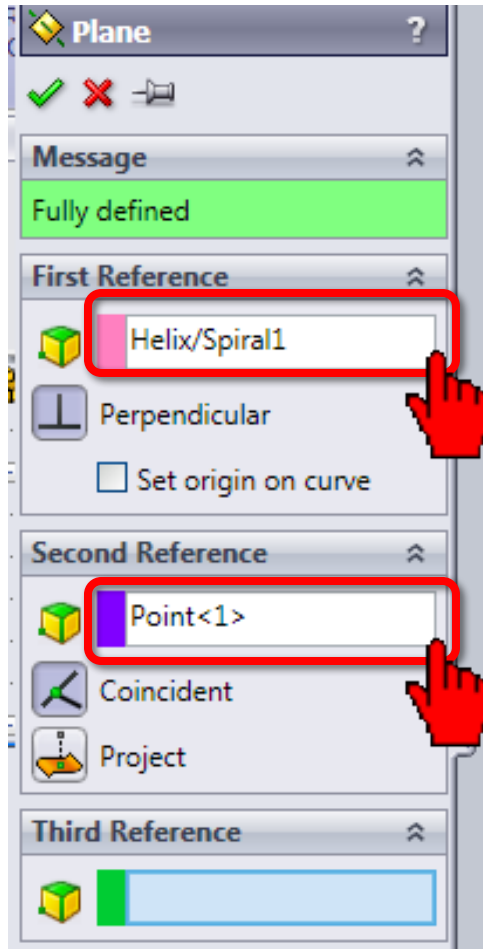 Plane ?
Message
Fully defined
First Reference
Helix/Spiral1
Perpendicular
Set origin on curve
Second Reference
Point<1>
Coincident
Project
Third Reference